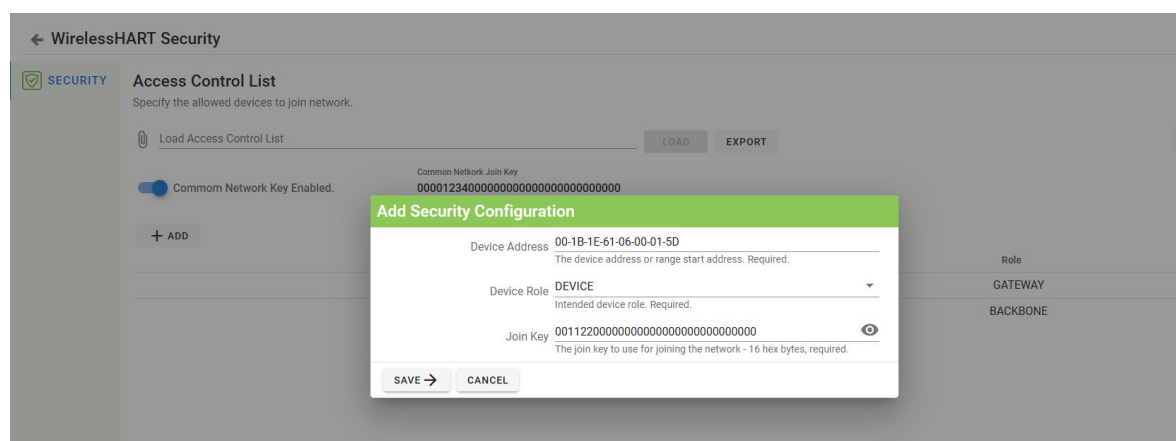 WirelessHART Security
SECURITY
Access Control List
Specify the allowed devices to join network.
Load Access Control List
LOAD
EXPORT
Commom Network Key Enabled.
Common Netkork Join Key
00001234000000000000000000000000
ADD
Role
GATEWAY
BACKBONE
Add Security Configuration
Device Address 00-1B-1E-61-06-00-01-5D
The device address or range start address. Required.
Device Role DEVICE
Intended device role. Required.
Join Key 00112200000000000000000000000000
The join key to use for joining the network - 16 hex bytes, required.
SAVE
CANCEL